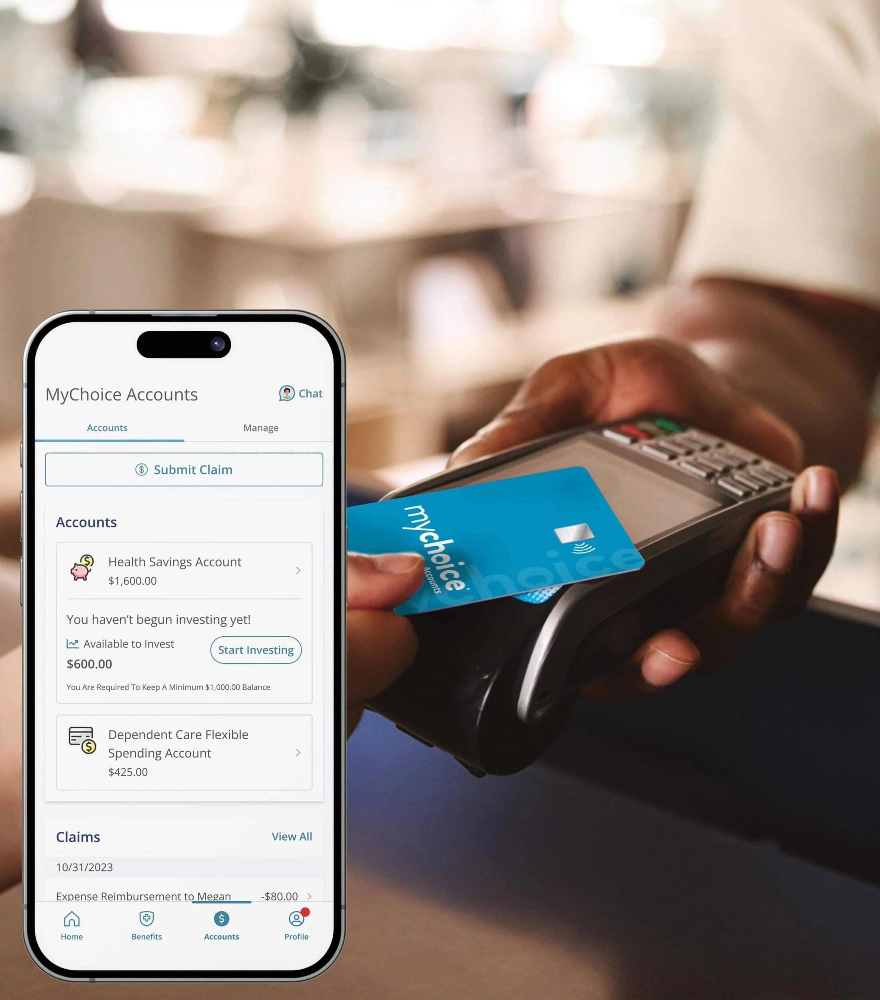 MyChoice Accounts
Chat
Accounts
Manage
Submit Claim
Accounts
Health Savings Account
$1,600.00
You haven’t begun investing yet!
Available to Invest
Start Investing
$600.00
You Are Required To Keep A Minimum $1,000.00 Balance
Dependent Care Flexible
Spending Account
$425.00
Claims
View All
10/31/2023
Expense Reimbursement to Megan
-$80.00
Home
Benefits
Accounts
Profile
mychoice
Accounts
ychoice